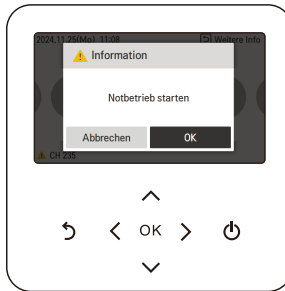 2024,11,25(Mo) 11:08 Weitere Info
Information
Notbetrieb starten
Abbrechen OK
CH 235
OK